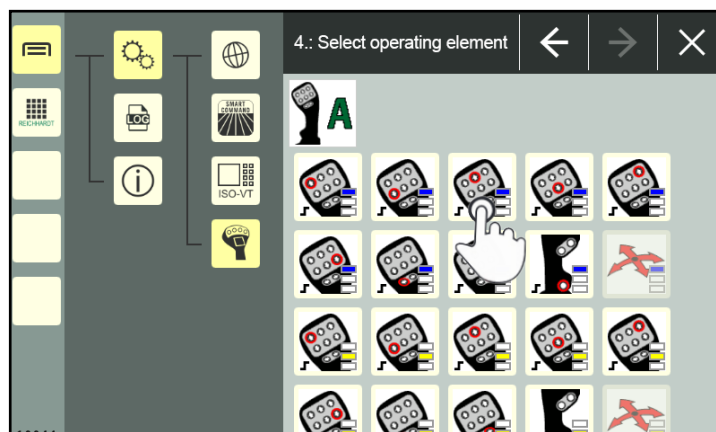 4.: Select operating element
A
REICHHARDT
LOG
SMART
COMMAND
ISO-VT